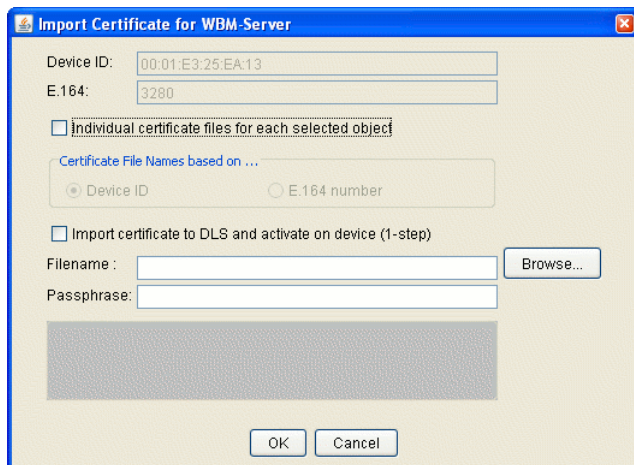 Import Certificate for WBM-Server
Device ID: 00:01:E3:25:EA:13
E.164: 3280
Individual certificate files for each selected object
Certificate File Names based on ...
Device ID E.164 number
Import certificate to DLS and activate on device (1-step)
Filename : Browse...
Passphrase:
OK Cancel